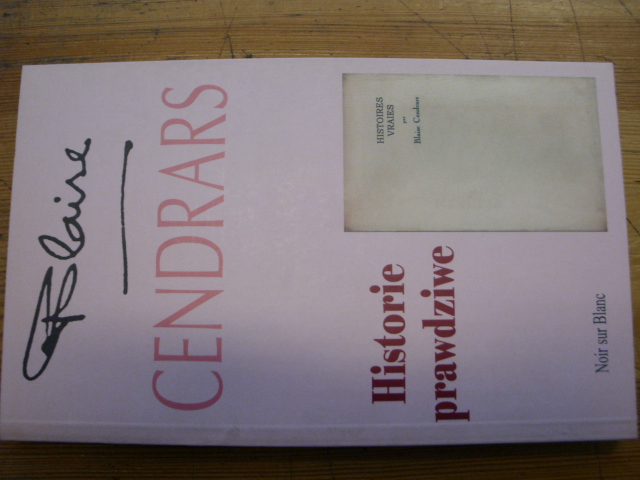 Blaise
CENDRARS
HISTOIRES
VRAIES
par
Blaise Cendrars
Historie
prawdziwe
Noir sur Blanc